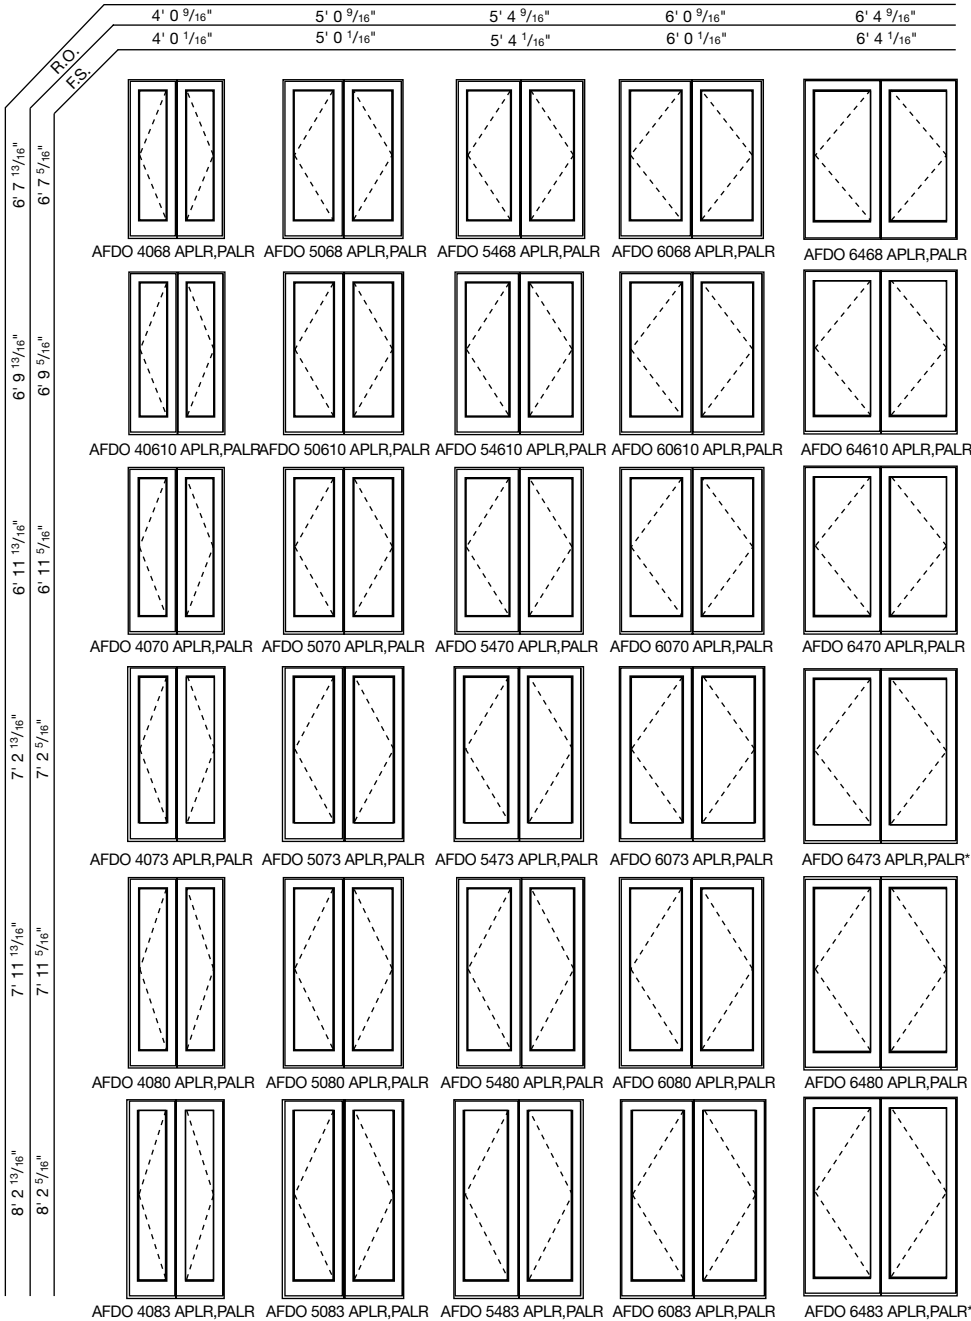 4' 0 9/16" 5' 0 9/16" 5' 4 9/16" 6' 0 9/16" 6' 4 9/16"
4' 0 1/16" 5' 0 1/16" 5' 4 1/16" 6' 0 1/16" 6' 4 1/16"
R.O.
F.S.
6' 7 13/16"
6' 7 5/16"
AFDO 4068 APLR,PALR AFDO 5068 APLR,PALR AFDO 5468 APLR,PALR AFDO 6068 APLR,PALR AFDO 6468 APLR,PALR
6' 9 13/16"
6' 9 5/16"
AFDO 40610 APLR,PALR AFDO 50610 APLR,PALR AFDO 54610 APLR,PALR AFDO 60610 APLR,PALR AFDO 64610 APLR,PALR
6' 11 13/16"
6' 11 5/16"
AFDO 4070 APLR,PALR AFDO 5070 APLR,PALR AFDO 5470 APLR,PALR AFDO 6070 APLR,PALR AFDO 6470 APLR,PALR
7' 2 13/16"
7' 2 5/16"
AFDO 4073 APLR,PALR AFDO 5073 APLR,PALR AFDO 5473 APLR,PALR AFDO 6073 APLR,PALR AFDO 6473 APLR,PALR*
7' 11 13/16"
7' 11 5/16"
AFDO 4080 APLR,PALR AFDO 5080 APLR,PALR AFDO 5480 APLR,PALR AFDO 6080 APLR,PALR AFDO 6480 APLR,PALR
8' 2 13/16"
8' 2 5/16"
AFDO 4083 APLR,PALR AFDO 5083 APLR,PALR AFDO 5483 APLR,PALR AFDO 6083 APLR,PALR AFDO 6483 APLR,PALR*